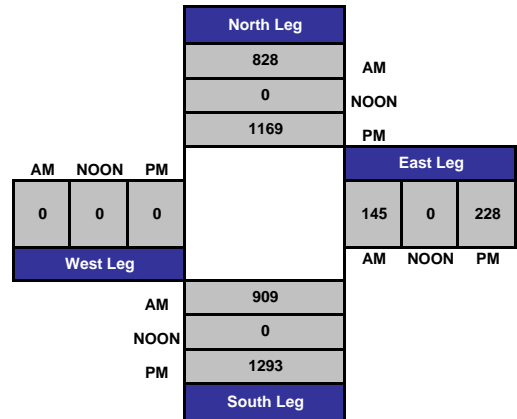 North Leg
828
AM
0
NOON
1169
PM
AM NOON PM
East Leg
0 0 0
145 0 228
West Leg
AM NOON PM
AM
909
NOON
0
PM
1293
South Leg